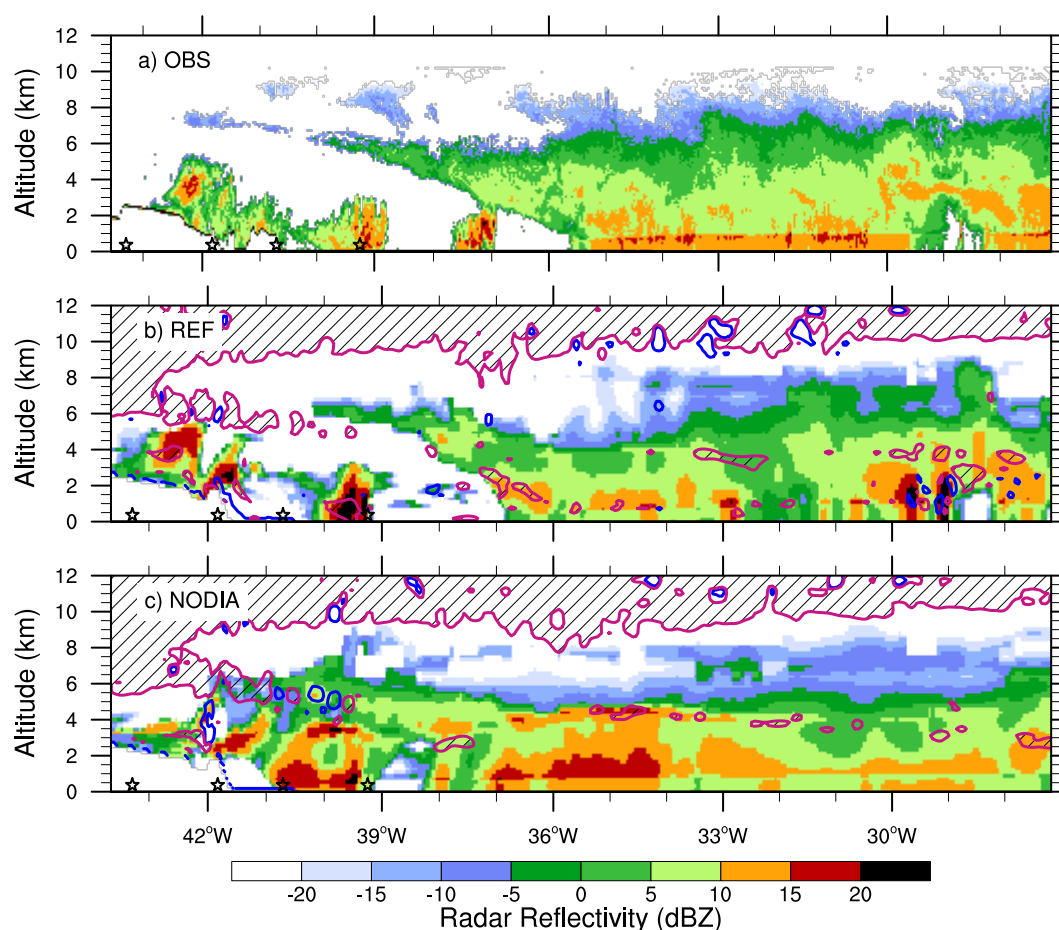 12
10
8
6
4
2
0
Altitude (km)
a) OBS
12
10
8
6
4
2
0
Altitude (km)
b) REF
12
10
8
6
4
2
0
Altitude (km)
c) NODIA
42°W 39°W 36°W 33°W 30°W
-20 -15 -10 -5 0 5 10 15 20
Radar Reflectivity (dBZ)